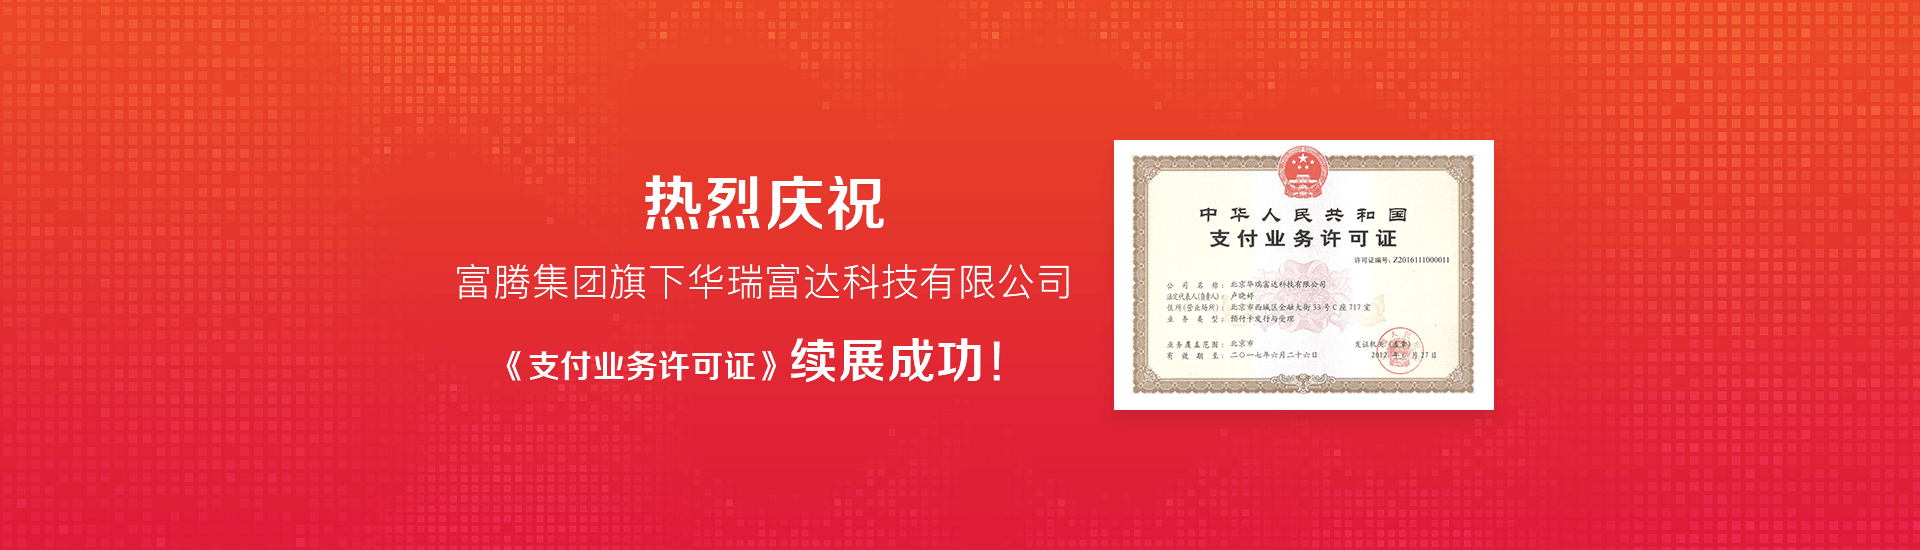 热烈庆祝
富腾集团旗下华瑞富达科技有限公司
《支付业务许可证》续展成功！
中华人民共和国
支付业务许可证
许可证编号：Z2016111000011
公司名称：北京华瑞富达科技有限公司
法定代表人(负责人)：卢晓婷
住所(营业场所)：北京市西城区金融大街33号C座717室
业务类型：预付卡发行与受理
业务覆盖范围：北京市
有效期至：二〇一七年六月二十六日
发证机关（盖章）